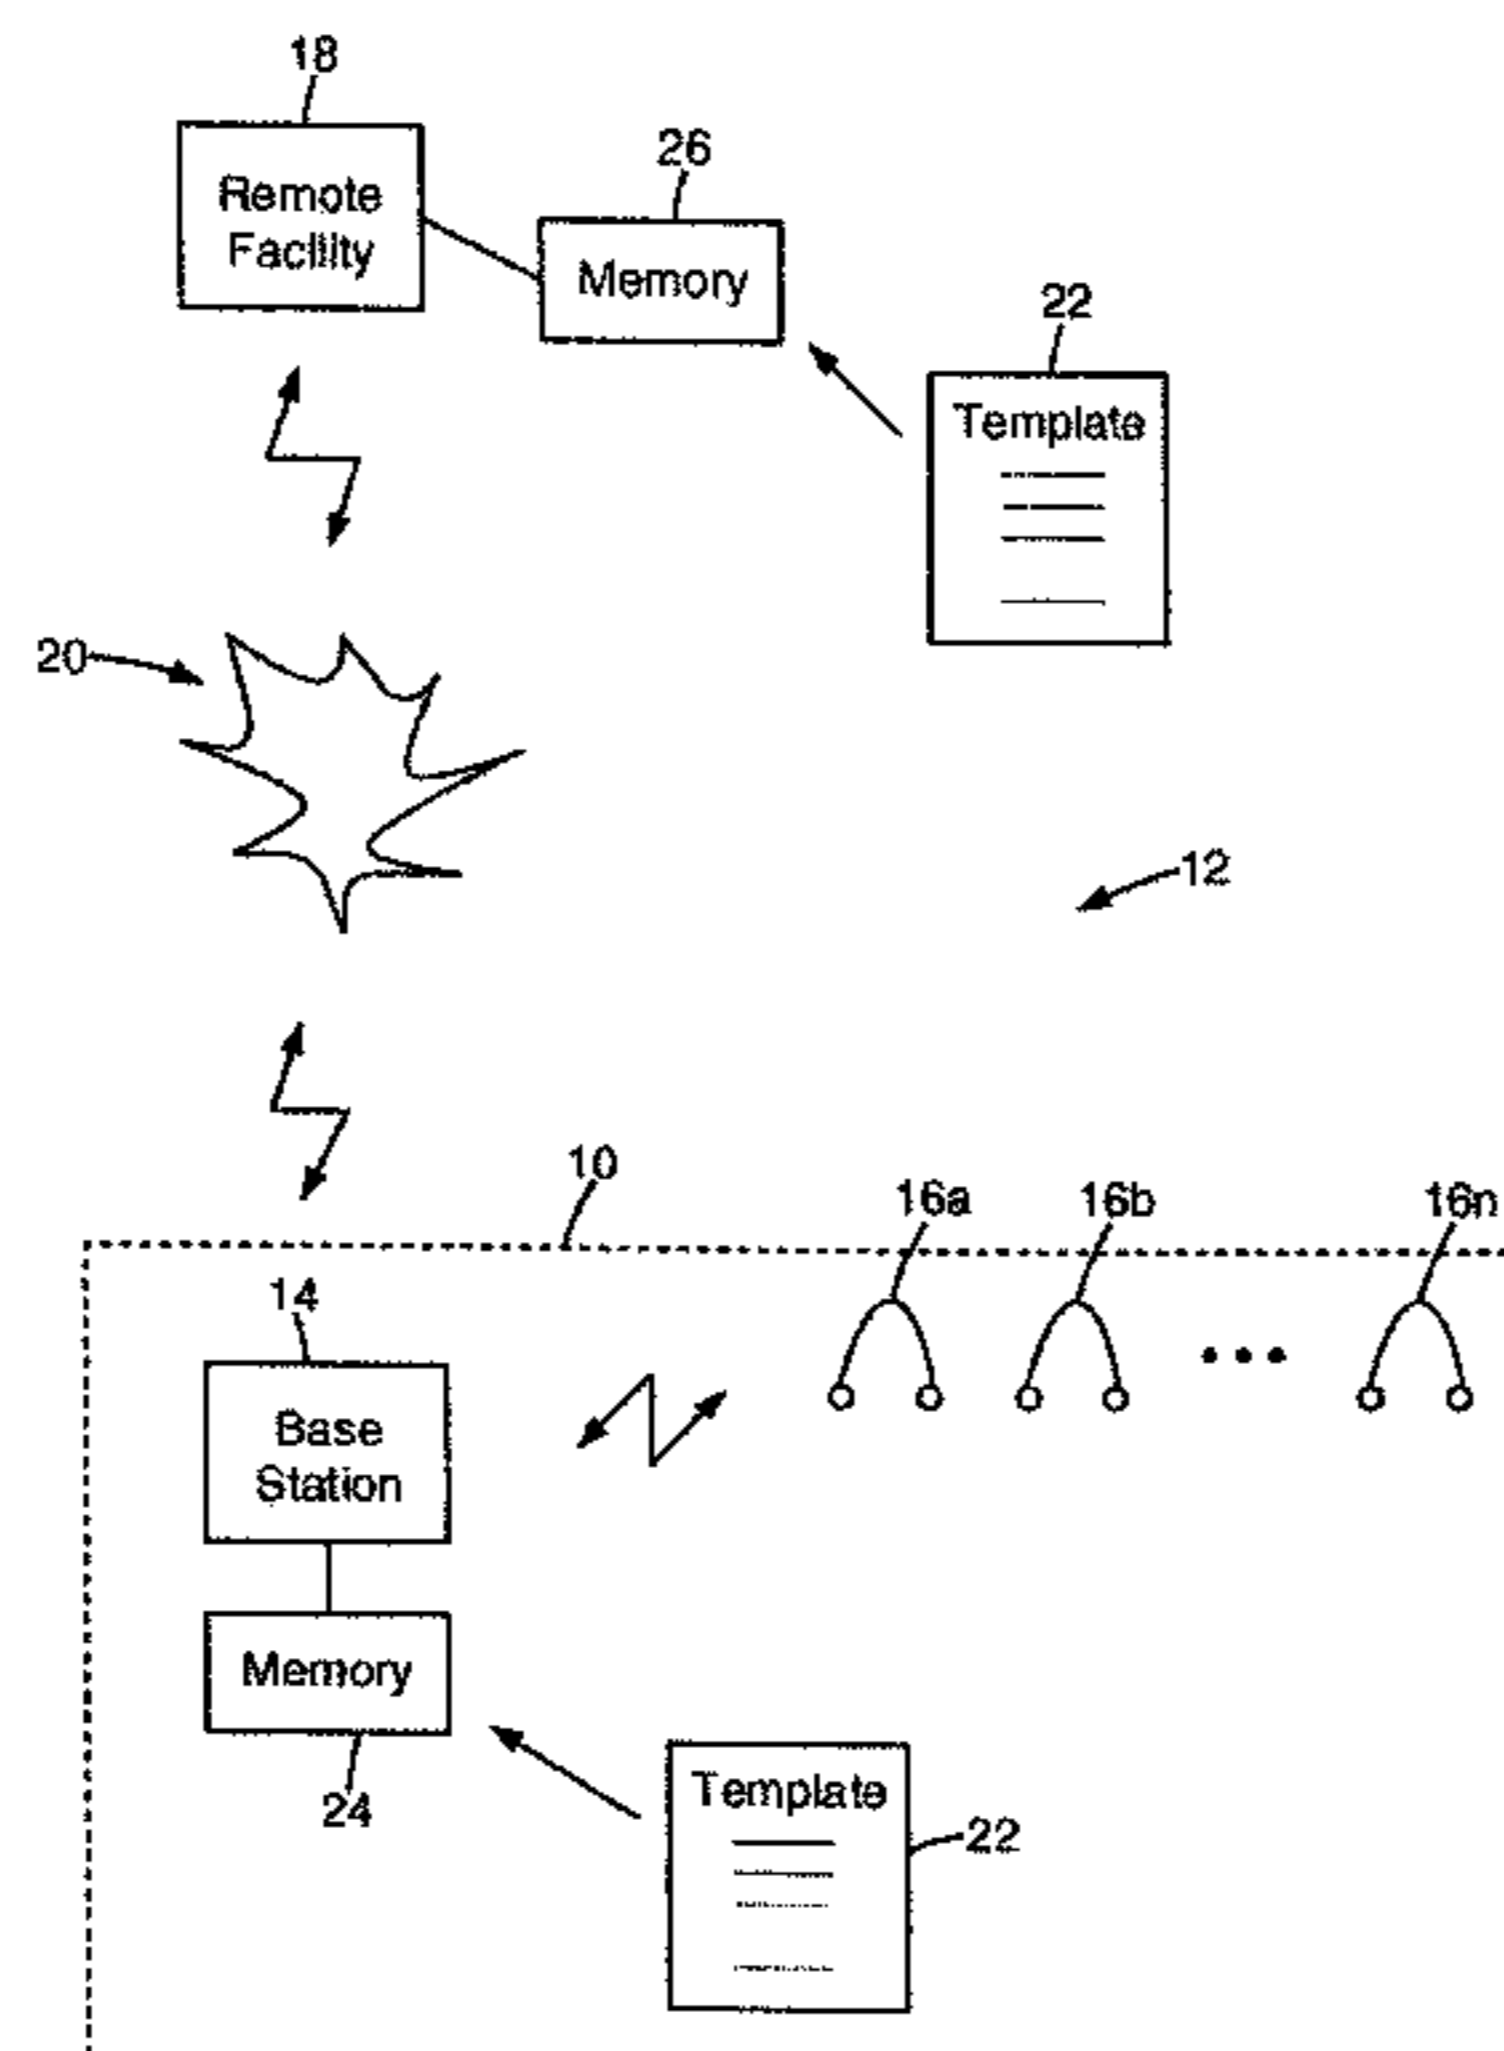 18
Remote
Facility
26
Memory
22
Template
20
12
10
16a
16b
16n
14
Base
Station
Memory
24
Template
22